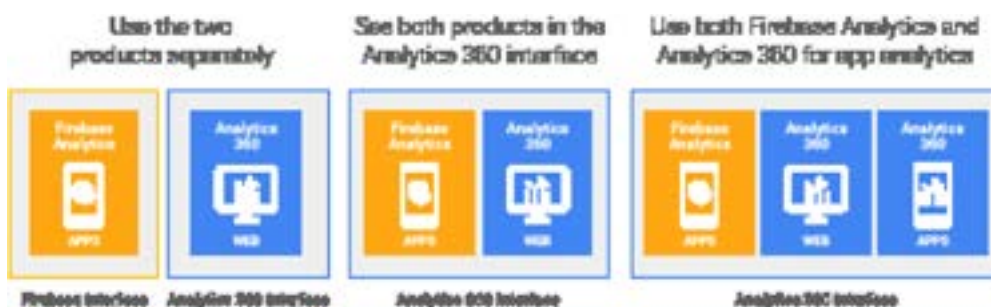 Use the two
products separately
See both products in the
Analytics 360 interface
Use both Firebase Analytics and
Analytics 360 for app analytics
Firebase
Analytics
APPS
Analytics
360
WEB
Firebase
Analytics
APPS
Analytics
360
WEB
Firebase
Analytics
APPS
Analytics
360
WEB
Analytics
360
APPS
Firebase Interface
Analytics 360 Interface
Analytics 360 Interface
Analytics 360 Interface